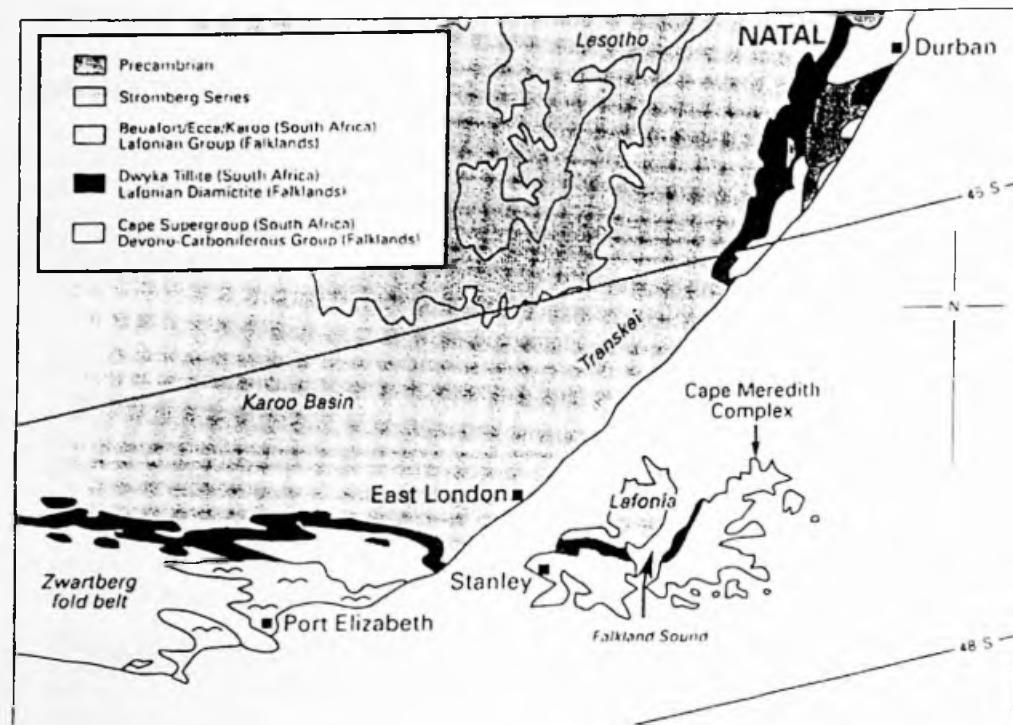 Precambrian
Stromberg Series
Beuafort/Ecca/Karoo (South Africa)
Lafonian Group (Falklands)
Dwyka Tillite (South Africa)
Lafonian Diamictite (Falklands)
Cape Supergroup (South Africa)
Devono-Carboniferous Group (Falklands)
Lesotho
NATAL
Durban
45 S
N
Transkei
Karoo Basin
Cape Meredith
Complex
East London
Lafonia
Stanley
Zwartberg
fold belt
Port Elizabeth
Falkland Sound
48 S